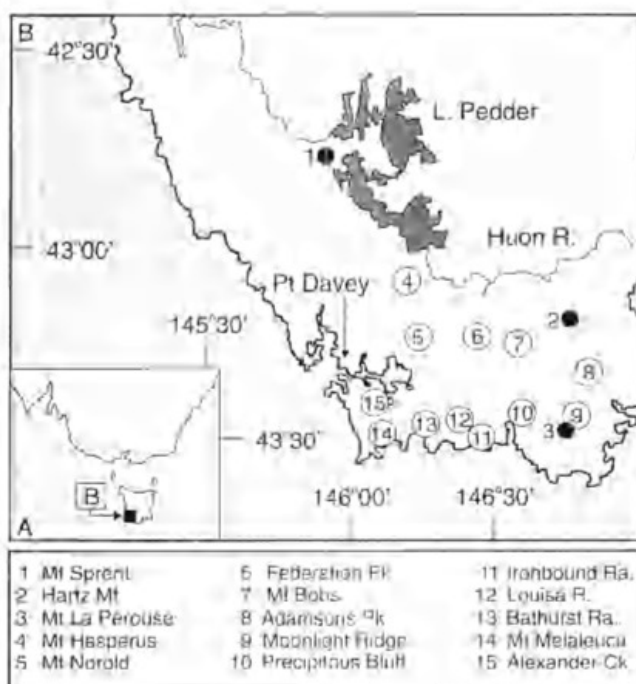 B
42°30'
L. Pedder
1
Huon R.
43°00'
4
Pt Davey
145°30'
2
5
6
7
8
15
12
10
9
14
13
11
3
43°30'
B
146°00'
146°30'
A
1 Mt Sprent
2 Hartz Mt
3 Mt La Perouse
4 Mt Hesperus
5 Mt Norold
6 Federation Pk
7 Mt Bobs
8 Adamsons Pk
9 Moonlight Ridge
10 Precipitous Bluff
11 Ironbound Ra.
12 Louisa R.
13 Bathurst Ra.
14 Mt Melaleuca
15 Alexander Ck